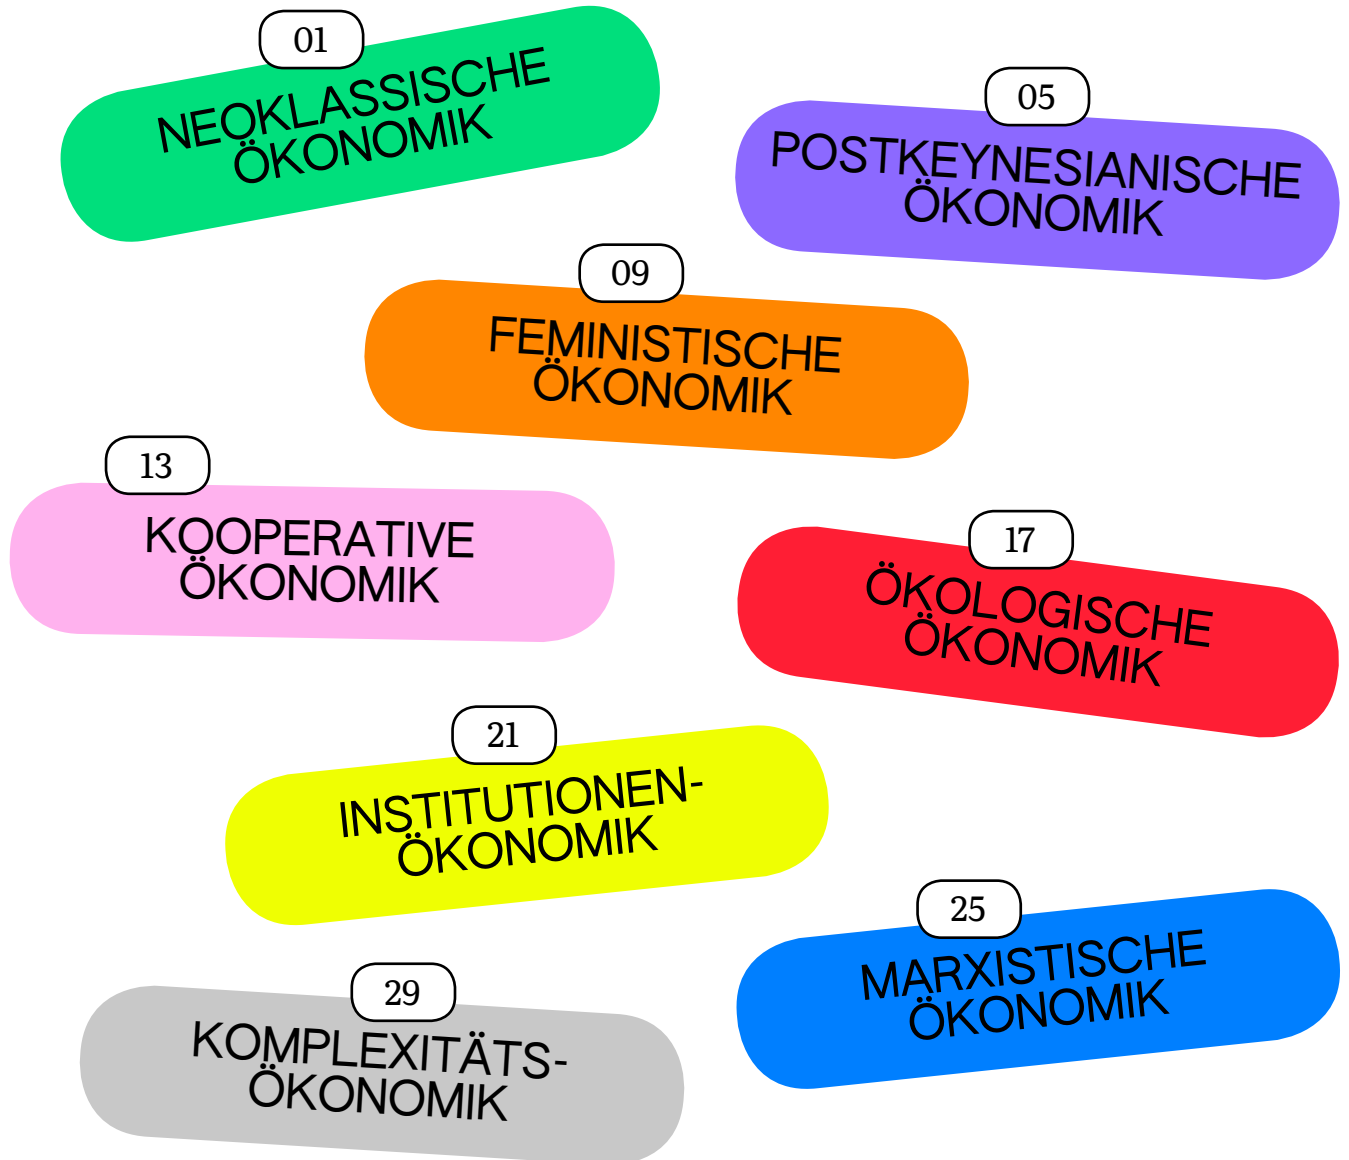 01
NEOKLASSISCHE
ÖKONOMIK
05
POSTKEYNESIANISCHE
ÖKONOMIK
09
FEMINISTISCHE
ÖKONOMIK
13
KOOPERATIVE
ÖKONOMIK
17
ÖKOLOGISCHE
ÖKONOMIK
21
INSTITUTIONEN-
ÖKONOMIK
25
MARXISTISCHE
ÖKONOMIK
29
KOMPLEXITÄTS-
ÖKONOMIK